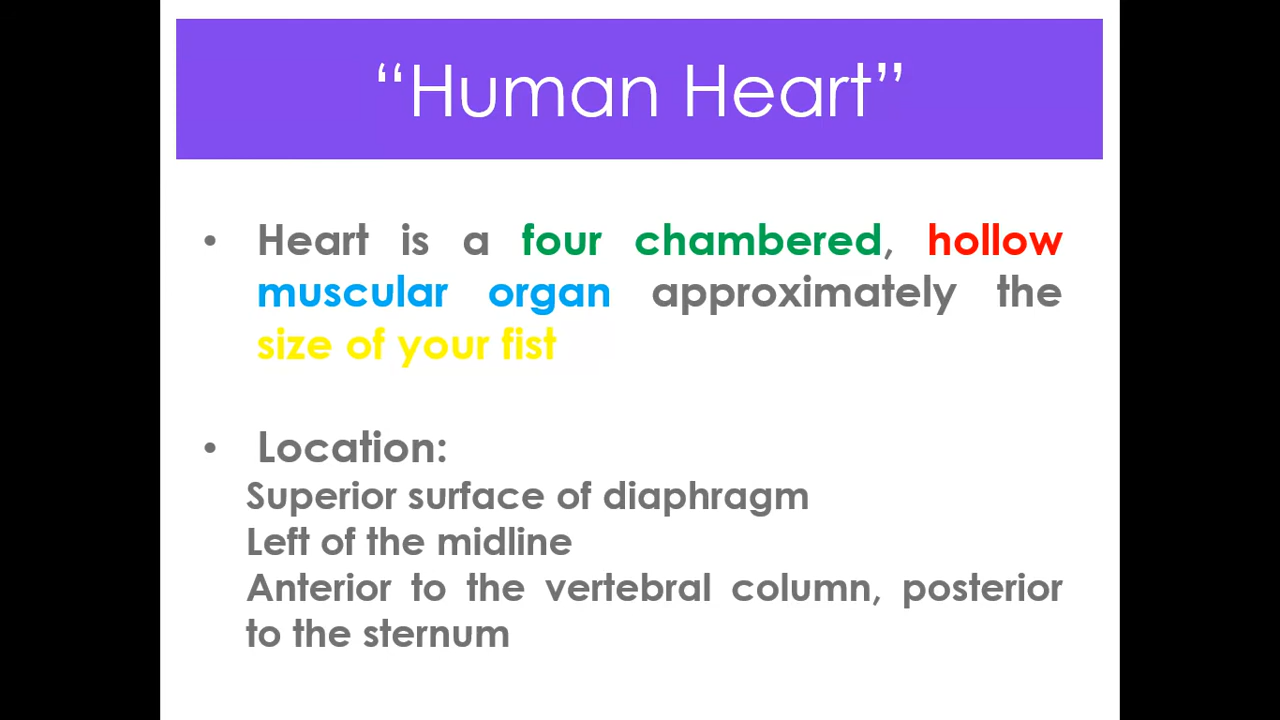 “Human Heart”
• Heart is a four chambered, hollow
muscular organ approximately the
size of your fist
• Location:
Superior surface of diaphragm
Left of the midline
Anterior to the vertebral column, posterior
to the sternum